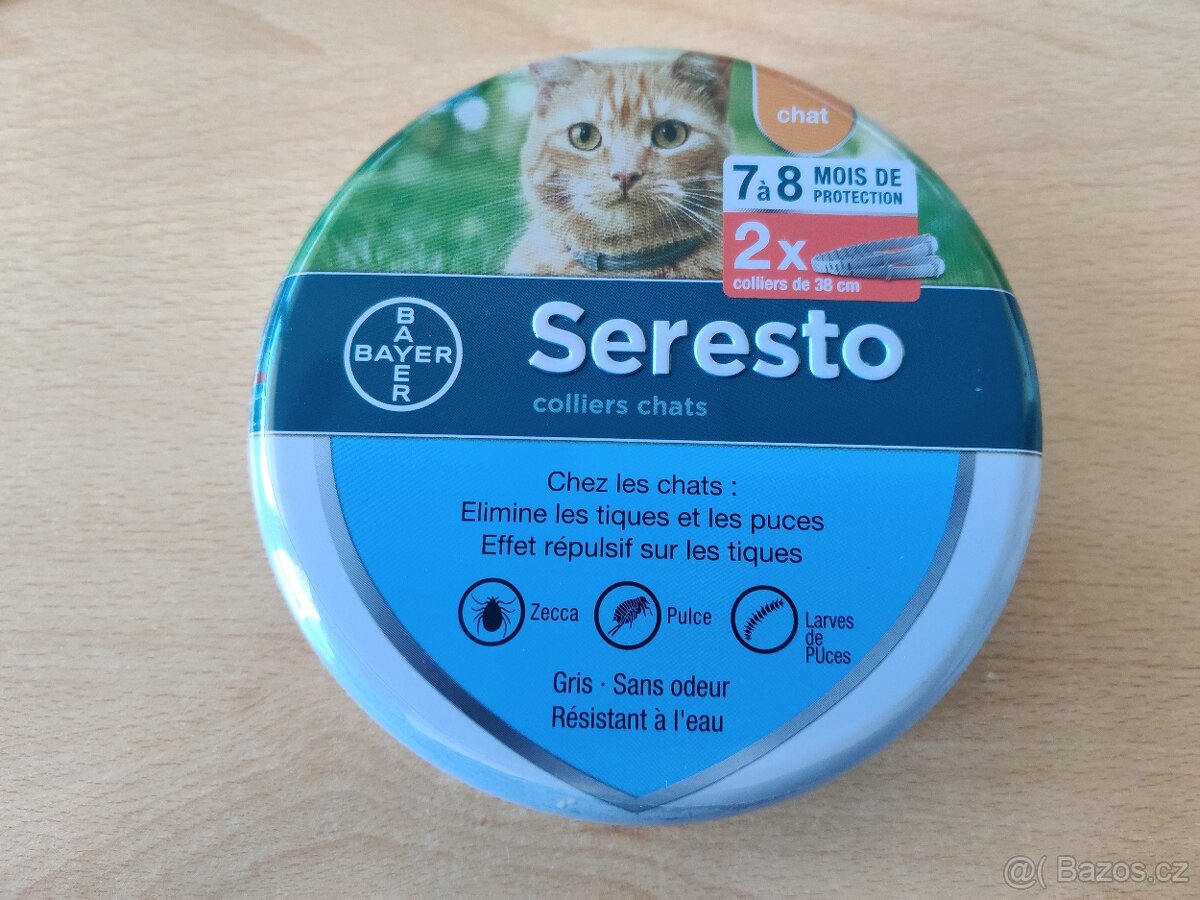 chat
7 à 8 MOIS DE
PROTECTION
2x
colliers de 38 cm
BAYER
BAYER
Seresto
colliers chats
Chez les chats :
Elimine les tiques et les puces
Effet répulsif sur les tiques
Zecca
Pulce
Larves
de
PUces
Gris · Sans odeur
Résistant à l'eau
@( Bazos.cz